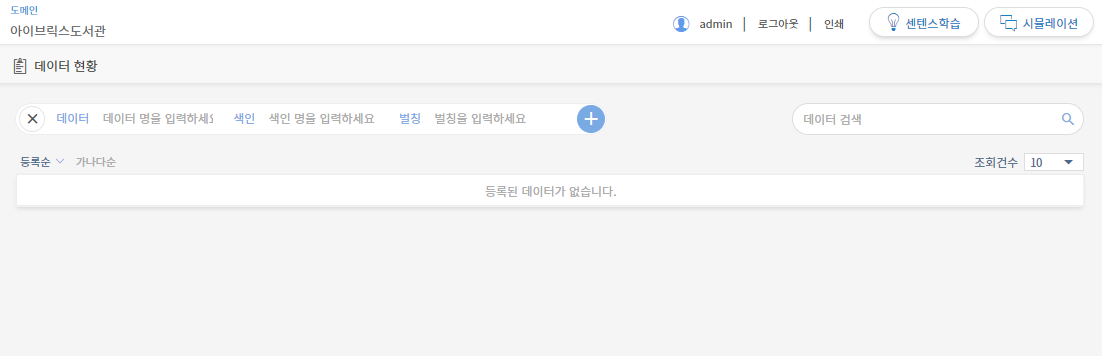 도메인
아이브릭스도서관
admin | 로그아웃 | 인쇄 센텐스학습 시뮬레이션
데이터 현황
데이터 데이터 명을 입력하세요 색인 색인 명을 입력하세요 별칭 별칭을 입력하세요 데이터 검색
등록순 가나다순 조회건수 10
등록된 데이터가 없습니다.